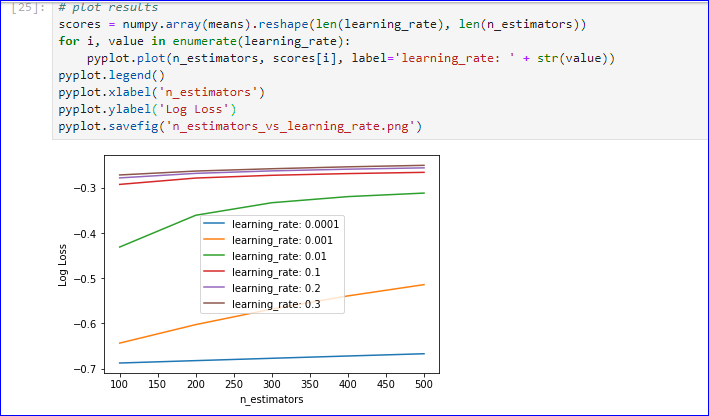 [25]: # plot results
scores = numpy.array(means).reshape(len(learning_rate), len(n_estimators))
for i, value in enumerate(learning_rate):
    pyplot.plot(n_estimators, scores[i], label='learning_rate: ' + str(value))
pyplot.legend()
pyplot.xlabel('n_estimators')
pyplot.ylabel('Log Loss')
pyplot.savefig('n_estimators_vs_learning_rate.png')
−0.3
−0.4
−0.5
−0.6
−0.7
Log Loss
learning_rate: 0.0001
learning_rate: 0.001
learning_rate: 0.01
learning_rate: 0.1
learning_rate: 0.2
learning_rate: 0.3
100 150 200 250 300 350 400 450 500
n_estimators